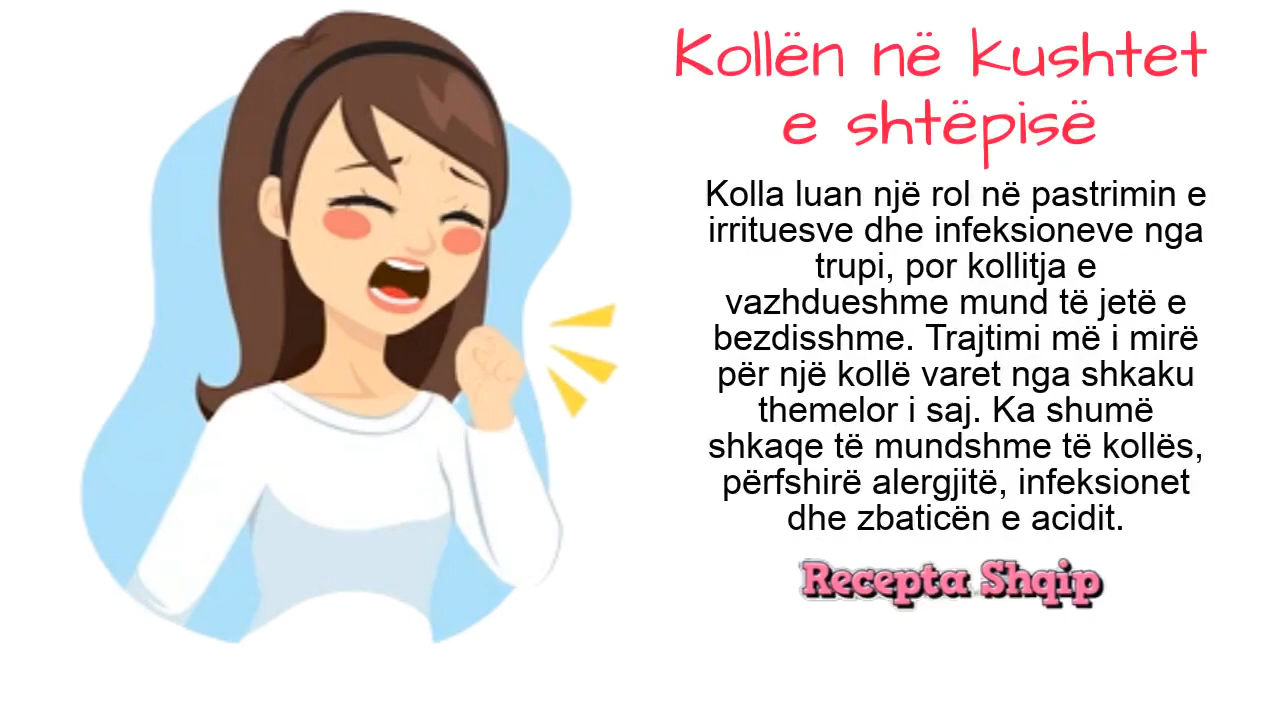 Kollën në kushtet
e shtëpisë
Kolla luan një rol në pastrimin e
irrituesve dhe infeksioneve nga
trupi, por kollitja e
vazhdueshme mund të jetë e
bezdisshme. Trajtimi më i mirë
për një kollë varet nga shkaku
themelor i saj. Ka shumë
shkaqe të mundshme të kollës,
përfshirë alergjitë, infeksionet
dhe zbaticën e acidit.
Recepta Shqip